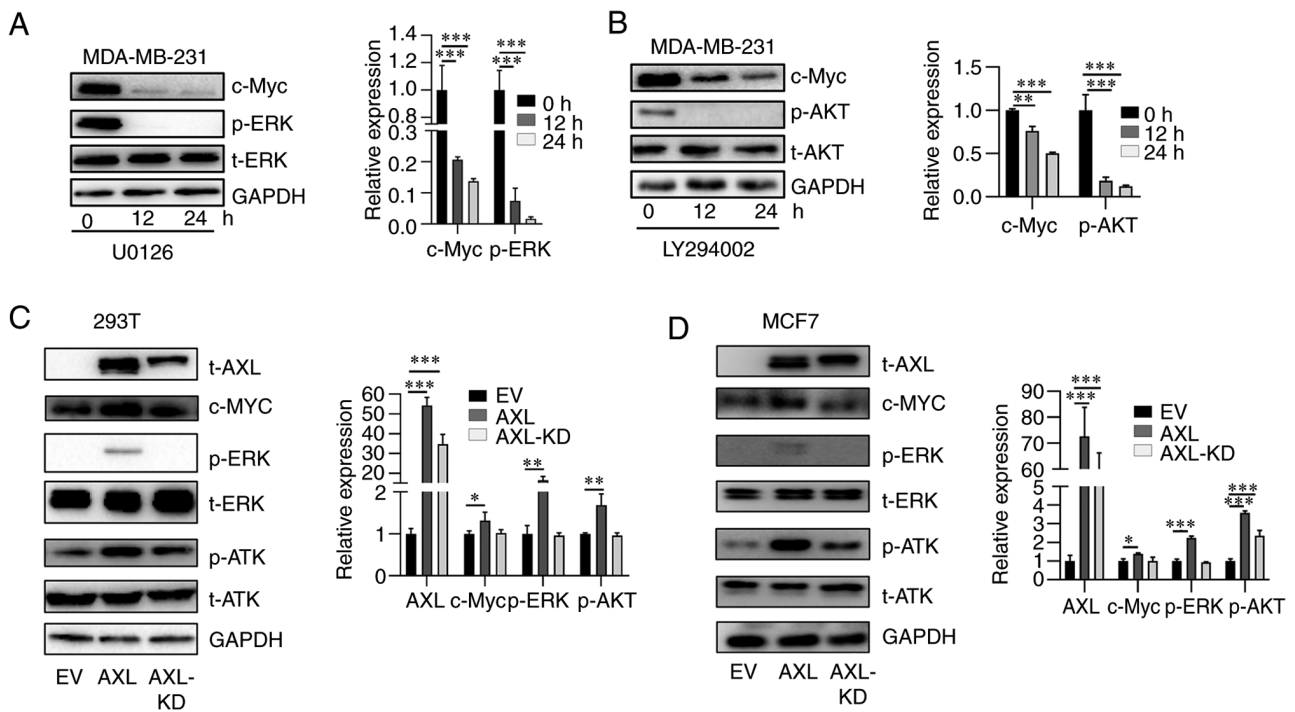 A
MDA-MB-231
c-Myc
p-ERK
t-ERK
GAPDH
0 12 24 h
U0126
Relative expression
1.4
1.2
1.0
0.8
0.3
0.2
0.1
0.0
*** *** *** ***
0 h
12 h
24 h
c-Myc p-ERK
B
MDA-MB-231
c-Myc
p-AKT
t-AKT
GAPDH
0 12 24 h
LY294002
Relative expression
1.5
1.0
0.5
0.0
** *** *** ***
0 h
12 h
24 h
c-Myc p-AKT
C
293T
t-AXL
c-MYC
p-ERK
t-ERK
p-ATK
t-ATK
GAPDH
EV AXL AXL-
KD
Relative expression
60
50
40
30
20
2
1
0
*** *** * ** **
EV
AXL
AXL-KD
AXL c-Myc p-ERK p-AKT
D
MCF7
t-AXL
c-MYC
p-ERK
t-ERK
p-ATK
t-ATK
GAPDH
EV AXL AXL-
KD
Relative expression
90
80
70
60
5
4
3
2
1
0
*** *** * *** *** ***
EV
AXL
AXL-KD
AXL c-Myc p-ERK p-AKT